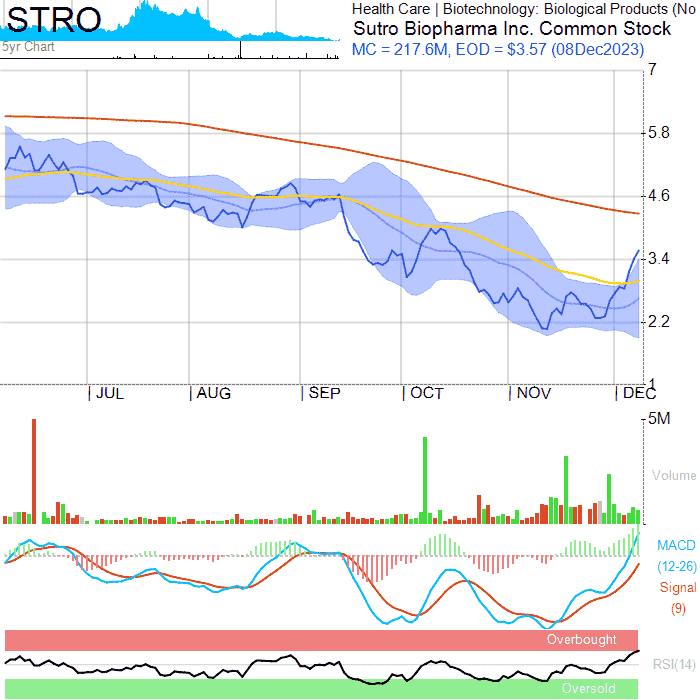 STRO
5yr Chart
Health Care | Biotechnology: Biological Products (No
Sutro Biopharma Inc. Common Stock
MC = 217.6M, EOD = $3.57 (08Dec2023)
7
5.8
4.6
3.4
2.2
1
JUL
AUG
SEP
OCT
NOV
DEC
5M
Volume
MACD
(12-26)
Signal
(9)
Overbought
RSI(14)
Oversold